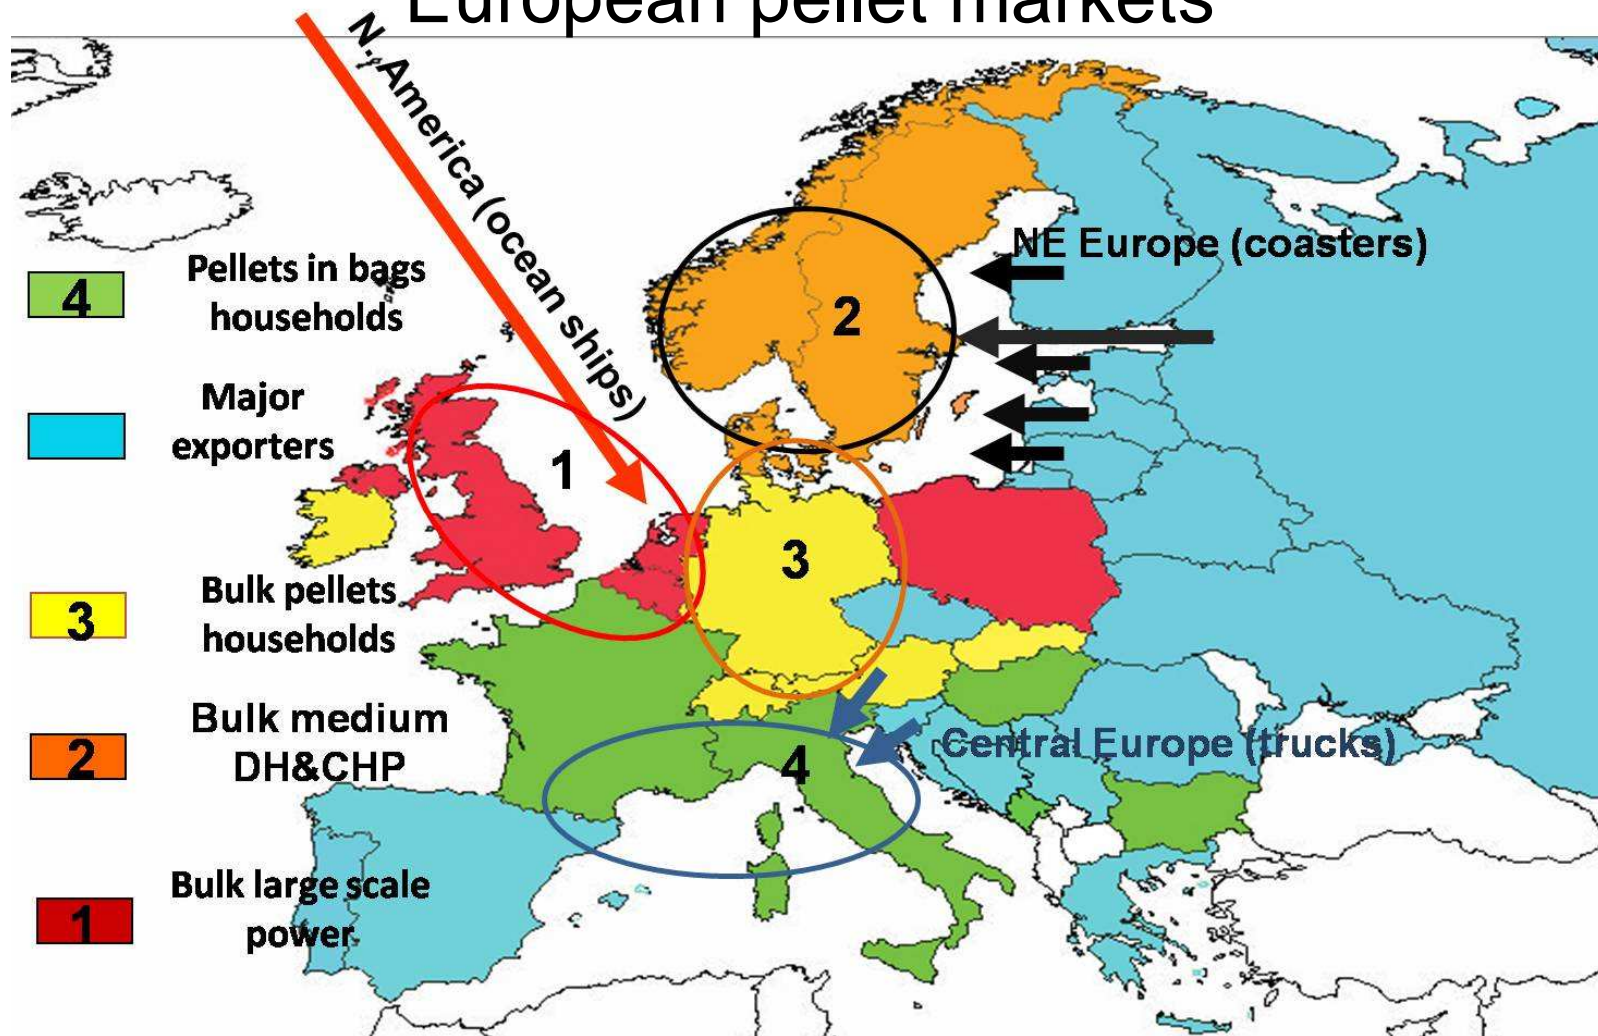 European pellet markets
N. America (ocean ships)
NE Europe (coasters)
4
Pellets in bags
households
Major
exporters
3
Bulk pellets
households
2
Bulk medium
DH&CHP
1
Bulk large scale
power
2
1
3
4
Central Europe (trucks)